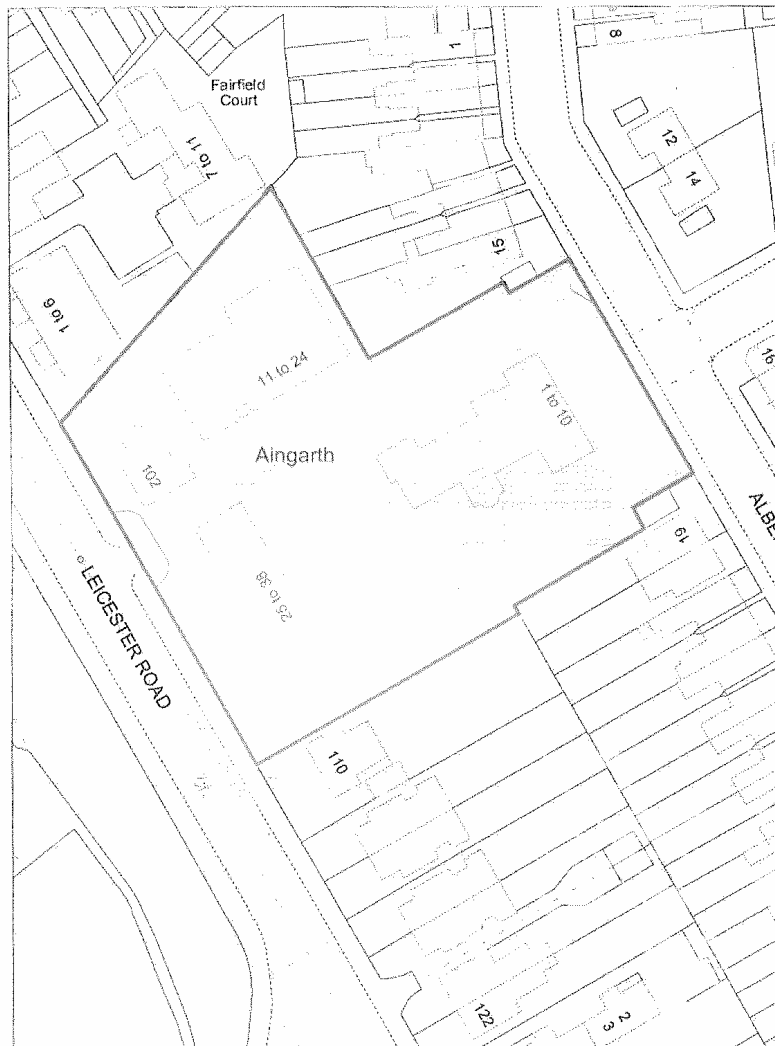 1
8
Fairfield
Court
7 to 11
12
14
15
1 to 6
11 to 24
16
1 to 10
Aingarth
102
ALBE
19
25 to 38
LEICESTER ROAD
110
122
2
3